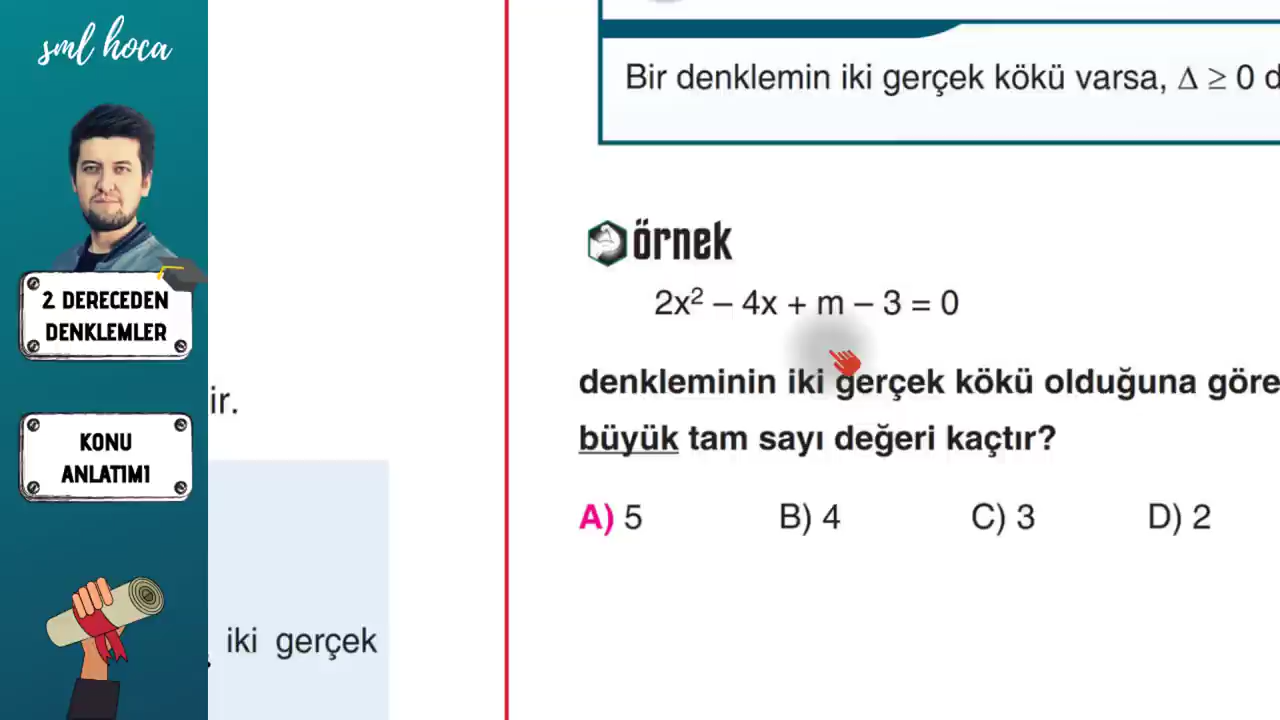 sml hoca
2. DERECEDEN
DENKLEMLER
KONU
ANLATIMI
ir.
iki gerçek
Bir denklemin iki gerçek kökü varsa, Δ ≥ 0 d
örnek
2x² – 4x + m – 3 = 0
denkleminin iki gerçek kökü olduğuna göre
büyük tam sayı değeri kaçtır?
A) 5 B) 4 C) 3 D) 2